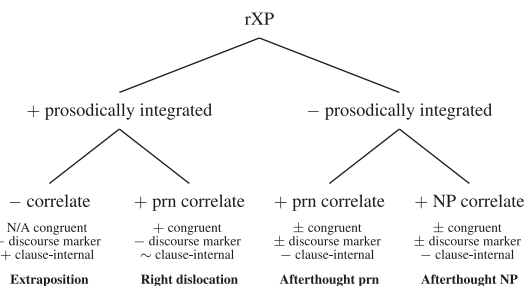 rXP
+ prosodically integrated − prosodically integrated
− correlate + prn correlate + prn correlate + NP correlate
N/A congruent + congruent ± congruent ± congruent
− discourse marker − discourse marker ± discourse marker ± discourse marker
+ clause-internal ∼ clause-internal − clause-internal − clause-internal
Extraposition Right dislocation Afterthought prn Afterthought NP